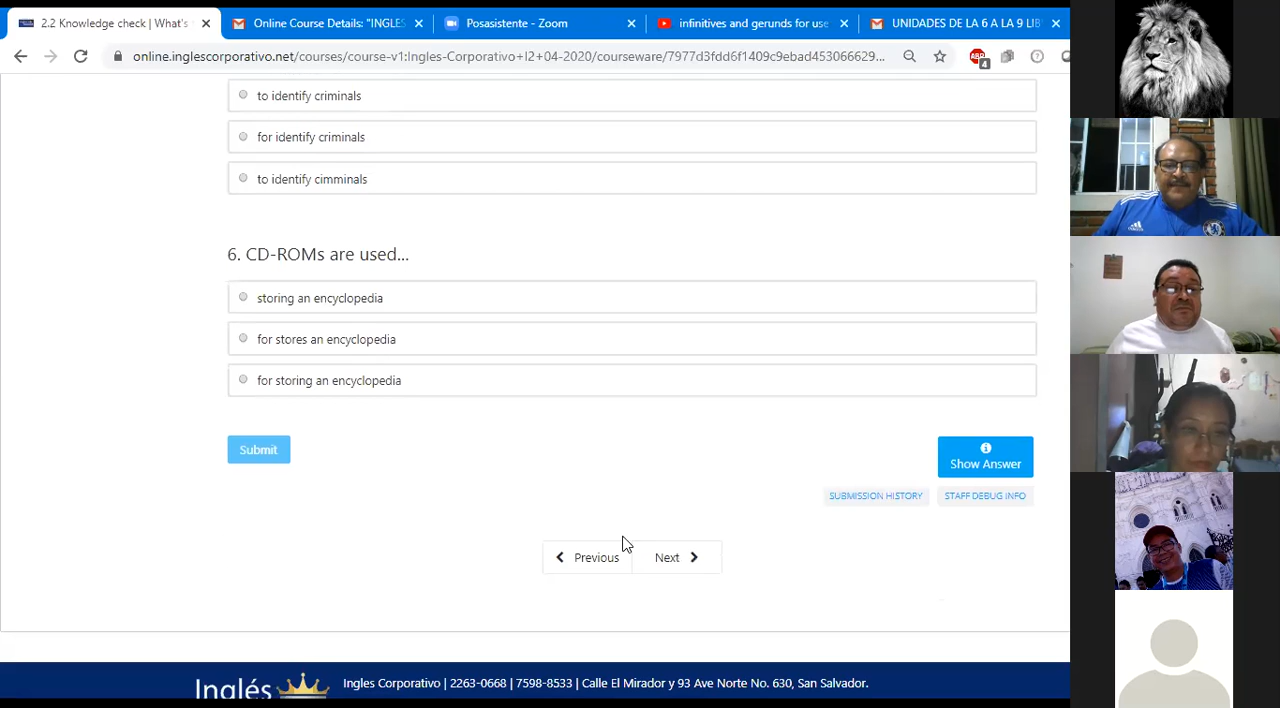 2.2 Knowledge check | What's
Online Course Details: "INGLES
Posasistente - Zoom
infinitives and gerunds for use
UNIDADES DE LA 6 A LA 9 LIB
online.inglescorporativo.net/courses/course-v1:Ingles-Corporativo+I2+04-2020/courseware/7977d3fdd6f1409c9ebad453066629...
ABP
4
to identify criminals
for identify criminals
to identify cimminals
6. CD-ROMs are used...
storing an encyclopedia
for stores an encyclopedia
for storing an encyclopedia
Submit
Show Answer
SUBMISSION HISTORY
STAFF DEBUG INFO
Previous
Next
Inglés
Ingles Corporativo | 2263-0668 | 7598-8533 | Calle El Mirador y 93 Ave Norte No. 630, San Salvador.